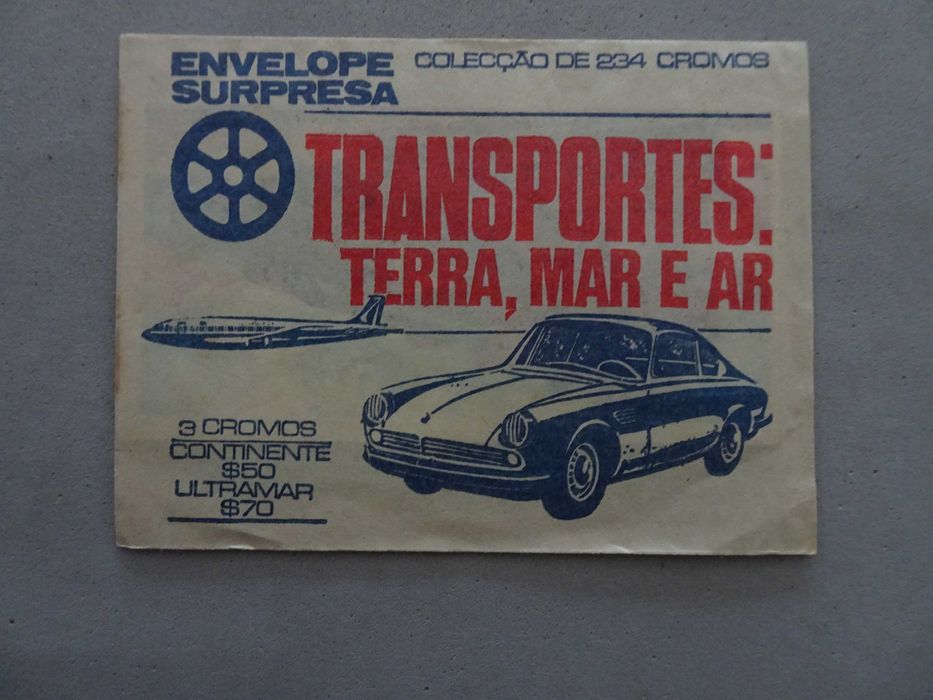 ENVELOPE
SURPRESA
COLECÇÃO DE 234 CROMOS
TRANSPORTES:
TERRA, MAR E AR
3 CROMOS
CONTINENTE
$50
ULTRAMAR
$70